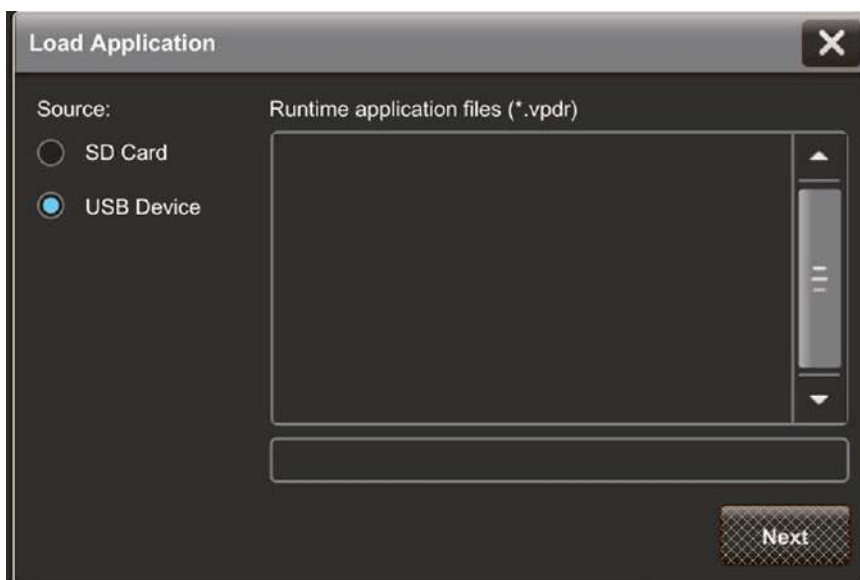 Load Application
Source:
Runtime application files (*.vpdr)
SD Card
USB Device
Next